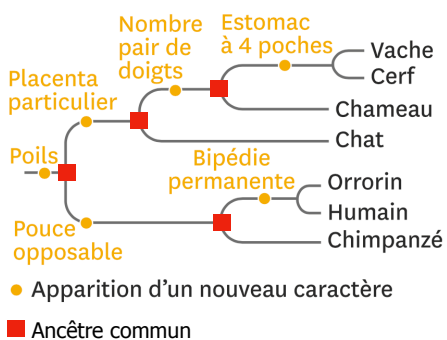 Nombre
pair de
doigts
Estomac
à 4 poches
Vache
Cerf
Placenta
particulier
Chameau
Chat
Poils
Bipédie
permanente
Orrorin
Humain
Pouce
opposable
Chimpanzé
Apparition d'un nouveau caractère
Ancêtre commun